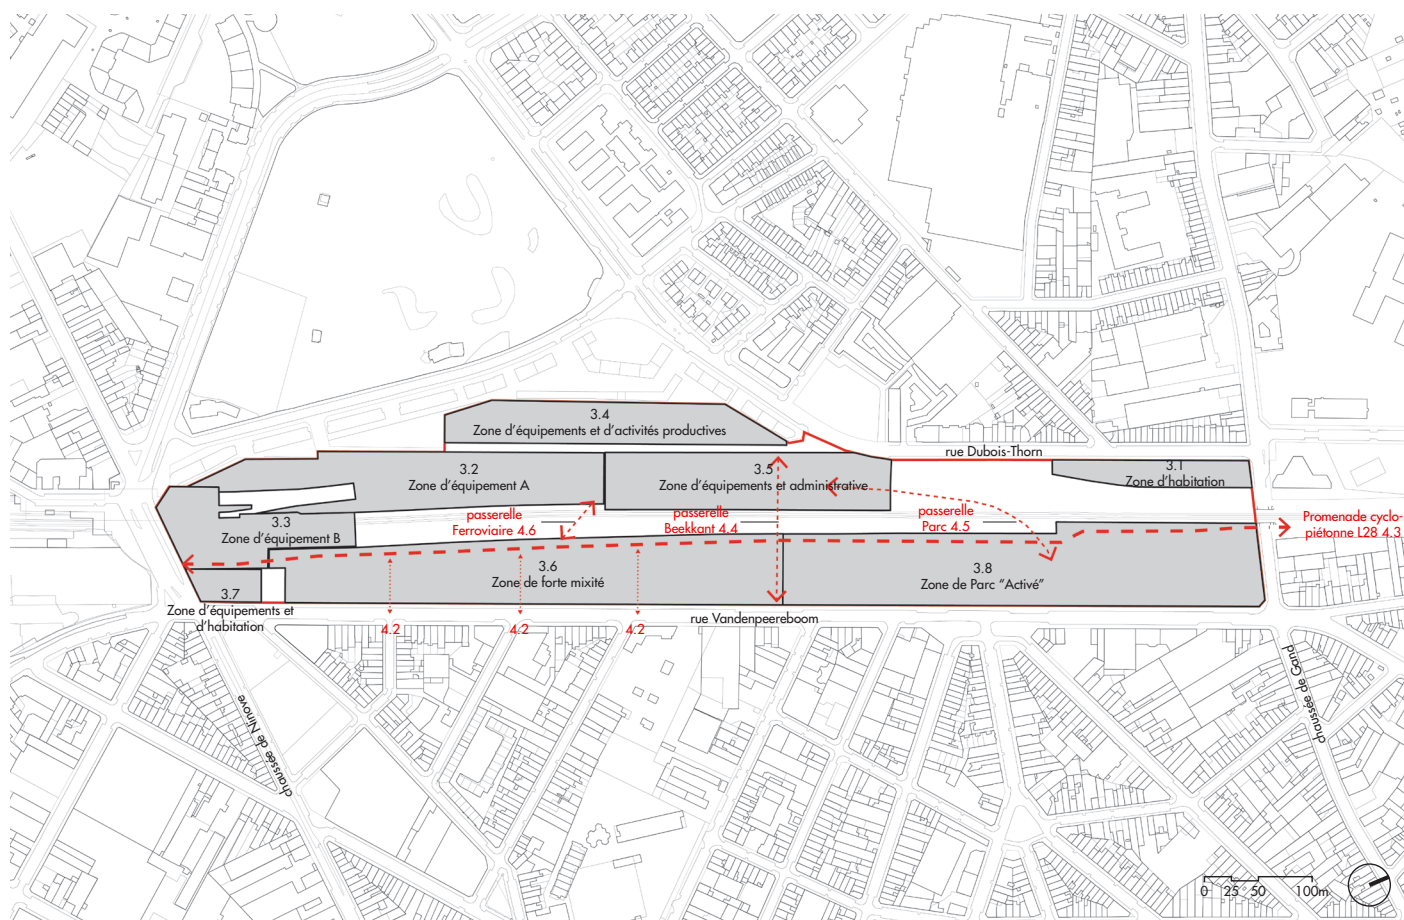 3.4
Zone d'équipements et d'activités productives
rue Dubois-Thorn
3.2
Zone d'équipement A
3.5
Zone d'équipements et administrative
3.1
Zone d'habitation
passerelle
Ferroviaire 4.6
passerelle
Beekkant 4.4
passerelle
Parc 4.5
Promenade cyclo-
piétonne L28 4.3
3.3
Zone d'équipement B
3.6
Zone de forte mixité
3.8
Zone de Parc "Activé"
3.7
Zone d'équipements et
d'habitation
4.2
4.2
4.2
rue Vandenpeereboom
chaussée de Ninove
chaussée de Gand
0 25 50 100m